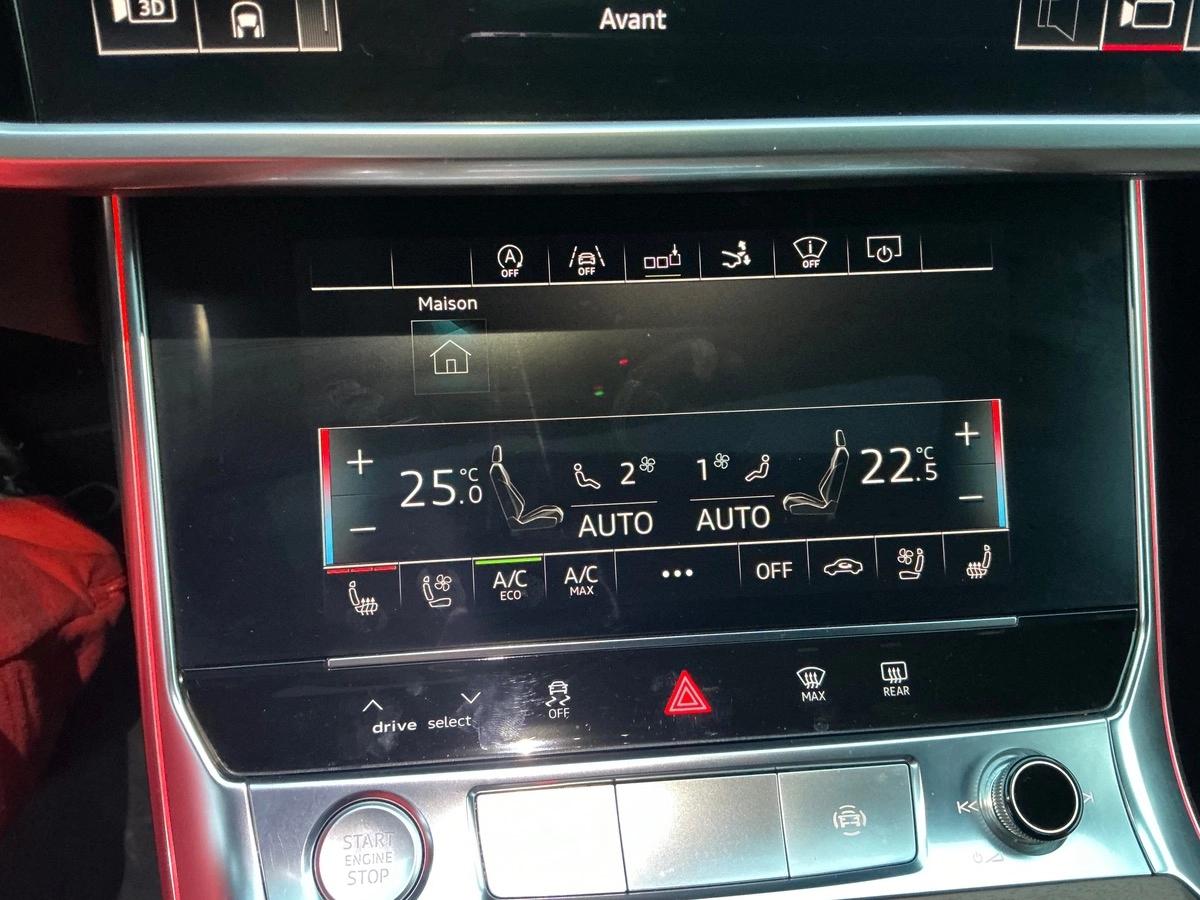 3D
Avant
A
OFF
OFF
i
OFF
Maison
+ +
25.0 °C 2 1 22.5 °C
− −
AUTO AUTO
A/C
ECO
A/C
MAX
•••
OFF
drive select
OFF
MAX
REAR
START
ENGINE
STOP